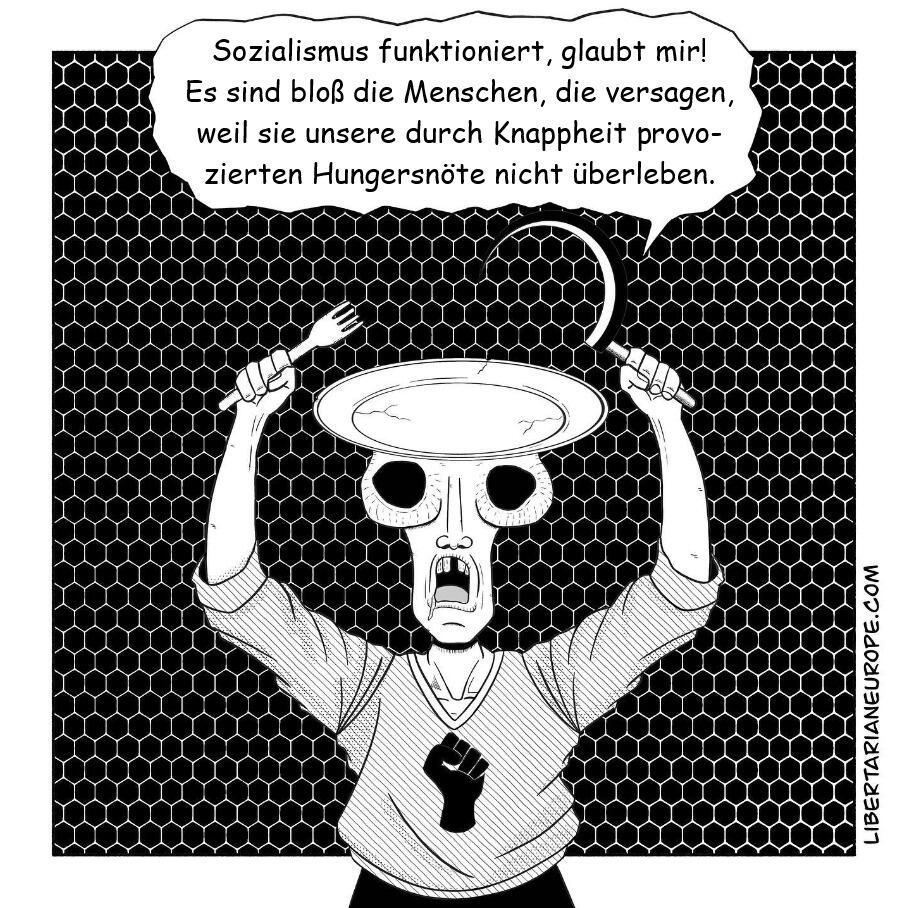 Sozialismus funktioniert, glaubt mir!
Es sind bloß die Menschen, die versagen,
weil sie unsere durch Knappheit provo-
zierten Hungersnöte nicht überleben.
LIBERTARIANEUROPE.COM